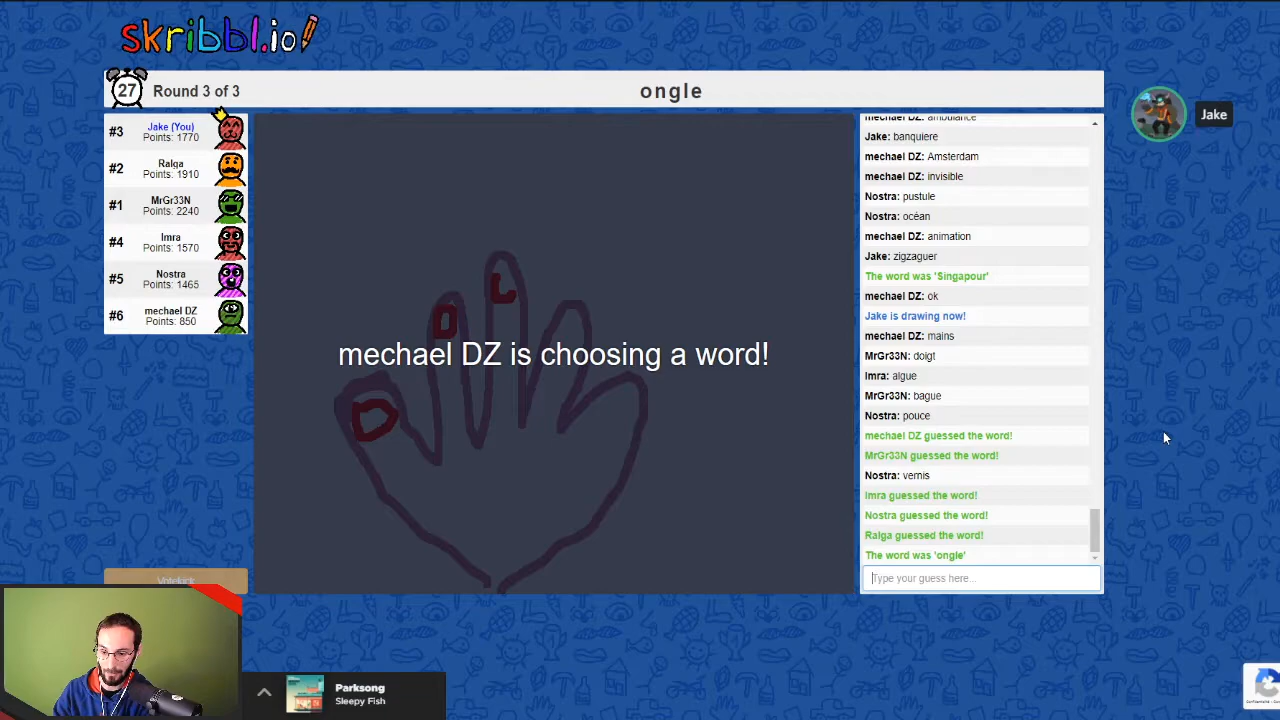 skribbl.io
27
Round 3 of 3
ongle
#3
Jake (You)
Points: 1770
#2
Ralga
Points: 1910
#1
MrGr33N
Points: 2240
#4
Imra
Points: 1570
#5
Nostra
Points: 1465
#6
mechael DZ
Points: 850
Votekick
mechael DZ is choosing a word!
mechael DZ: ambulance
Jake: banquiere
mechael DZ: Amsterdam
mechael DZ: invisible
Nostra: pustule
Nostra: océan
mechael DZ: animation
Jake: zigzaguer
The word was 'Singapour'
mechael DZ: ok
Jake is drawing now!
mechael DZ: mains
MrGr33N: doigt
Imra: algue
MrGr33N: bague
Nostra: pouce
mechael DZ guessed the word!
MrGr33N guessed the word!
Nostra: vernis
Imra guessed the word!
Nostra guessed the word!
Ralga guessed the word!
The word was 'ongle'
Type your guess here...
Jake
Parksong
Sleepy Fish